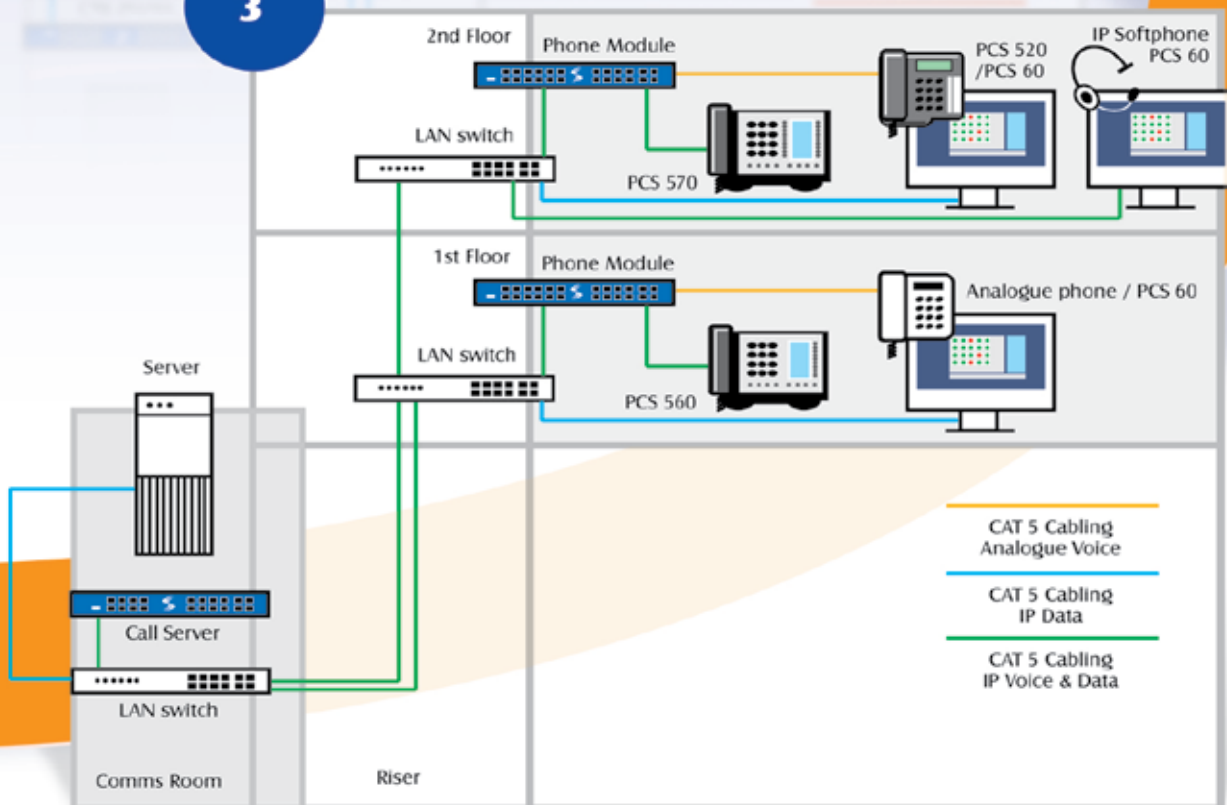 3
2nd Floor
Phone Module
PCS 520
/PCS 60
IP Softphone
PCS 60
LAN switch
PCS 570
1st Floor
Phone Module
Analogue phone / PCS 60
LAN switch
PCS 560
Server
CAT 5 Cabling
Analogue Voice
CAT 5 Cabling
IP Data
Call Server
CAT 5 Cabling
IP Voice & Data
LAN switch
Comms Room
Riser